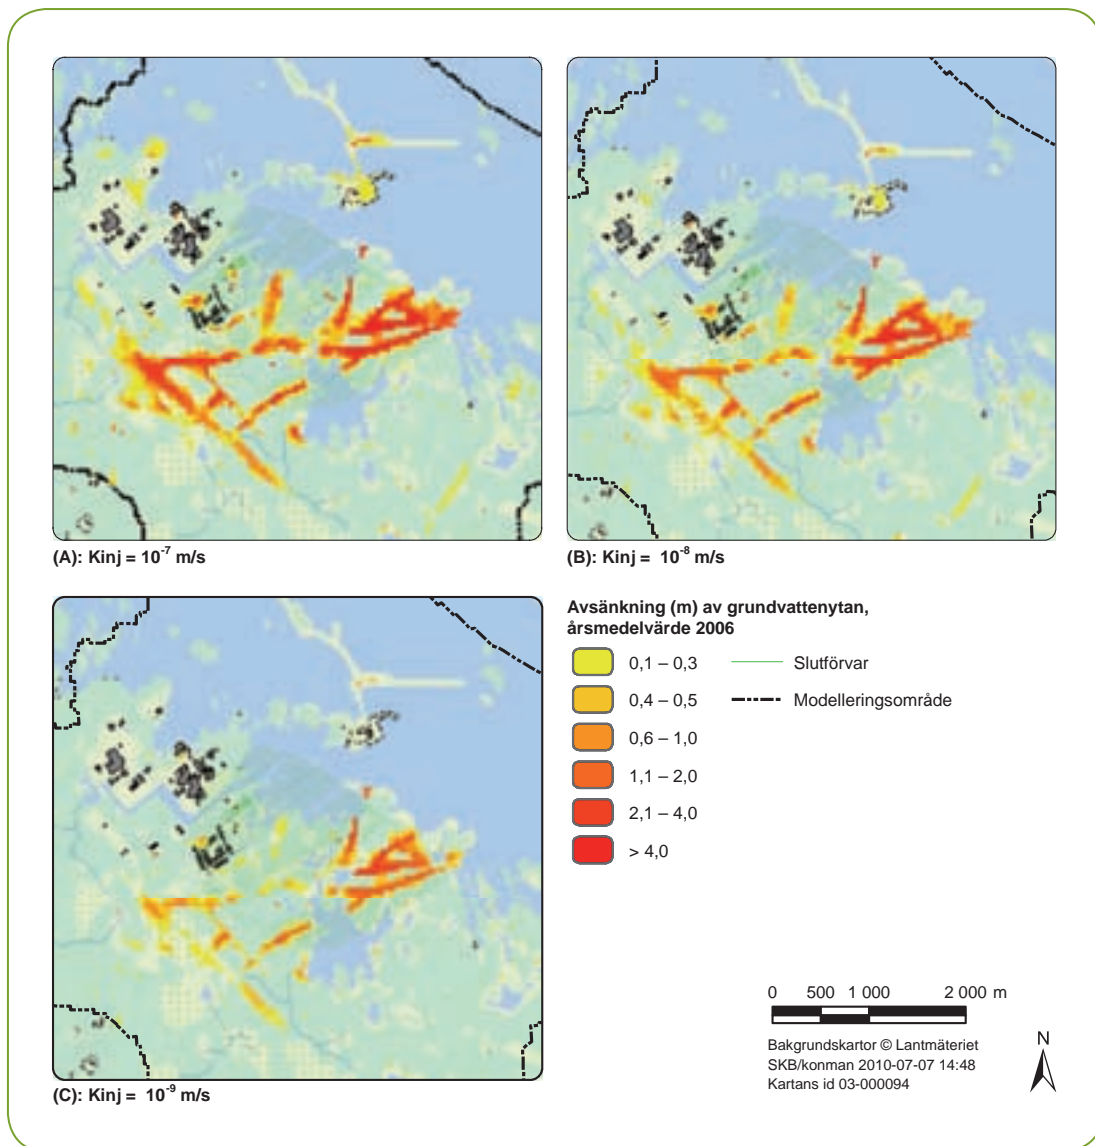 (A): Kinj = 10-7 m/s
(B): Kinj = 10-8 m/s
(C): Kinj = 10-9 m/s
Avsänkning (m) av grundvattenytan,
årsmedelvärde 2006
0,1 – 0,3
0,4 – 0,5
0,6 – 1,0
1,1 – 2,0
2,1 – 4,0
> 4,0
Slutförvar
Modelleringsområde
0 500 1 000 2 000 m
Bakgrundskartor © Lantmäteriet
SKB/konman 2010-07-07 14:48
Kartans id 03-000094
N